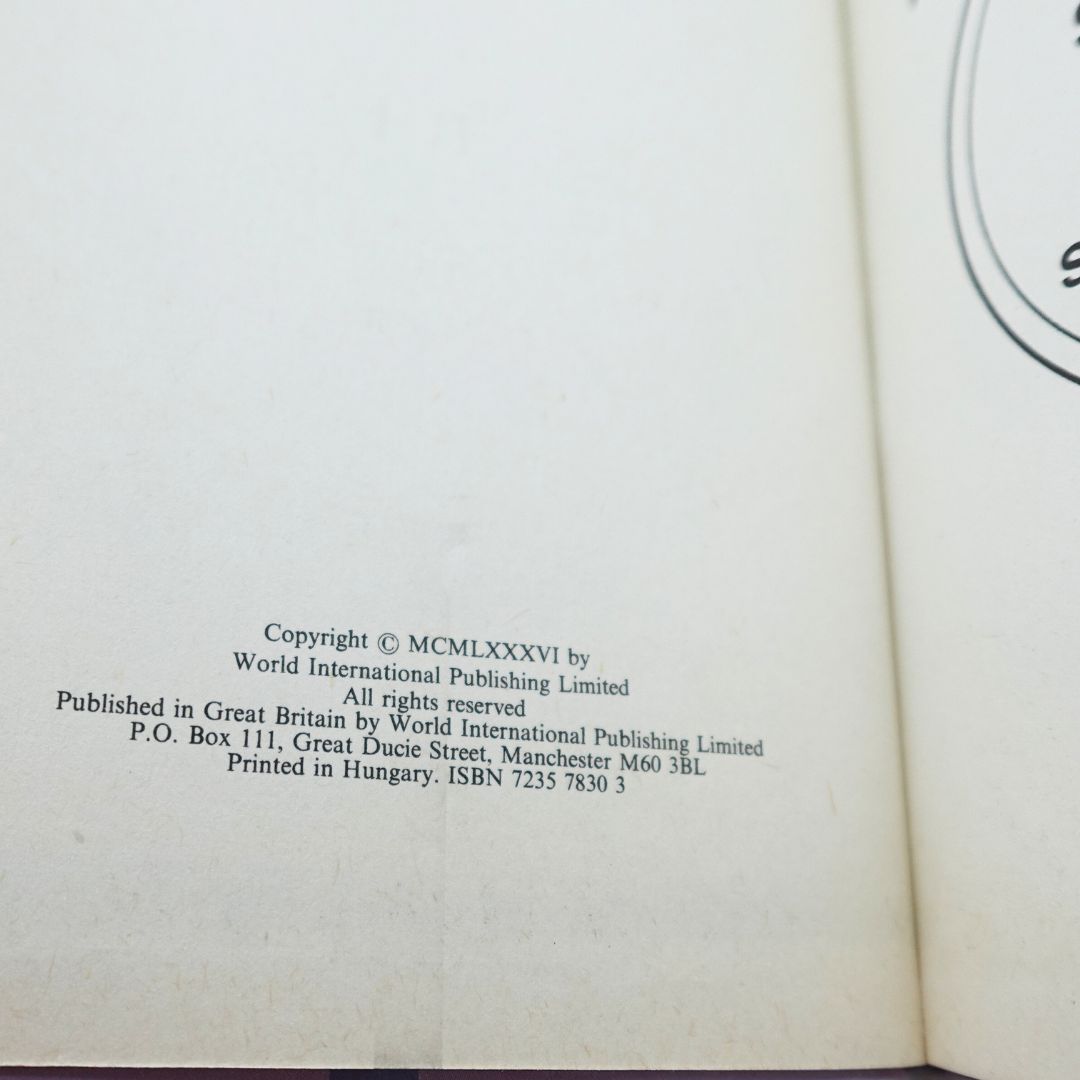 Copyright © MCMLXXXVI by
World International Publishing Limited
All rights reserved
Published in Great Britain by World International Publishing Limited
P.O. Box 111, Great Ducie Street, Manchester M60 3BL
Printed in Hungary. ISBN 7235 7830 3